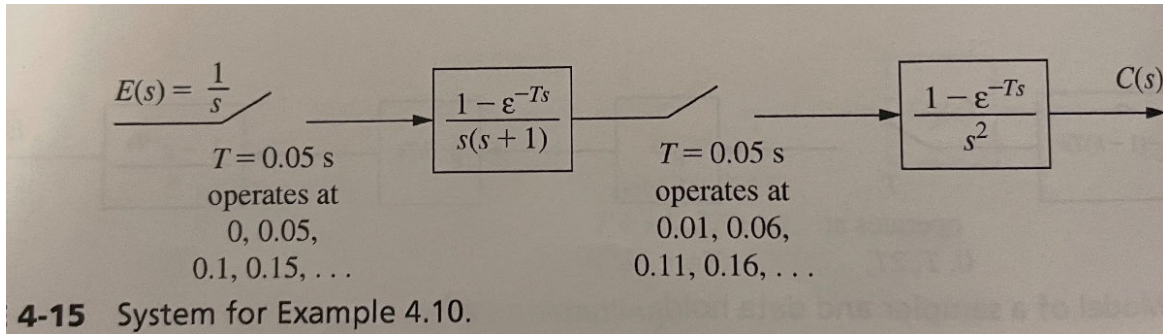 E(s) = 1/s
1 − ε^−Ts / s(s + 1)
1 − ε^−Ts / s²
C(s)
T = 0.05 s
operates at
0, 0.05,
0.1, 0.15, . . .
T = 0.05 s
operates at
0.01, 0.06,
0.11, 0.16, . . .
4-15 System for Example 4.10.